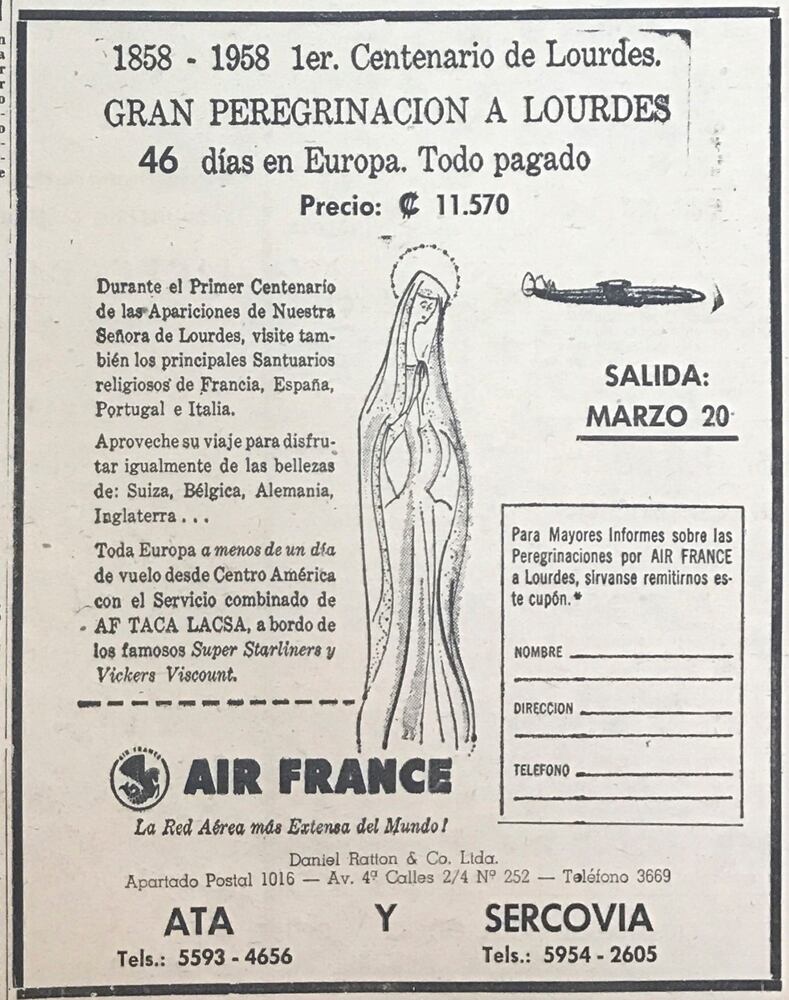 1858 - 1958 1er. Centenario de Lourdes.
GRAN PEREGRINACION A LOURDES
46 días en Europa. Todo pagado
Precio: ₡ 11.570
Durante el Primer Centenario
de las Apariciones de Nuestra
Señora de Lourdes, visite tam-
bién los principales Santuarios
religiosos de Francia, España,
Portugal e Italia.
Aproveche su viaje para disfru-
tar igualmente de las bellezas
de: Suiza, Bélgica, Alemania,
Inglaterra...
Toda Europa a menos de un día
de vuelo desde Centro América
con el Servicio combinado de
AF TACA LACSA, a bordo de
los famosos Super Starliners y
Vickers Viscount.
SALIDA:
MARZO 20
Para Mayores Informes sobre las
Peregrinaciones por AIR FRANCE
a Lourdes, sírvanse remitirnos es-
te cupón.*
NOMBRE
DIRECCION
TELEFONO
AIR FRANCE
AIR FRANCE
La Red Aérea más Extensa del Mundo!
Daniel Ratton & Co. Ltda.
Apartado Postal 1016 — Av. 4ª Calles 2/4 Nº 252 — Teléfono 3669
ATA Y SERCOVIA
Tels.: 5593 - 4656 Tels.: 5954 - 2605